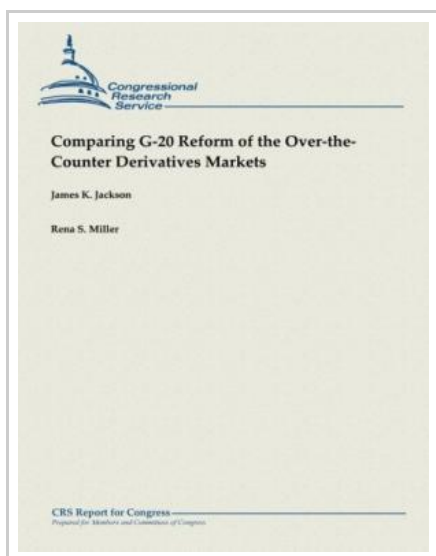 Congressional
Research
Service
Comparing G-20 Reform of the Over-the-
Counter Derivatives Markets
James K. Jackson
Rena S. Miller
CRS Report for Congress
Prepared for Members and Committees of Congress